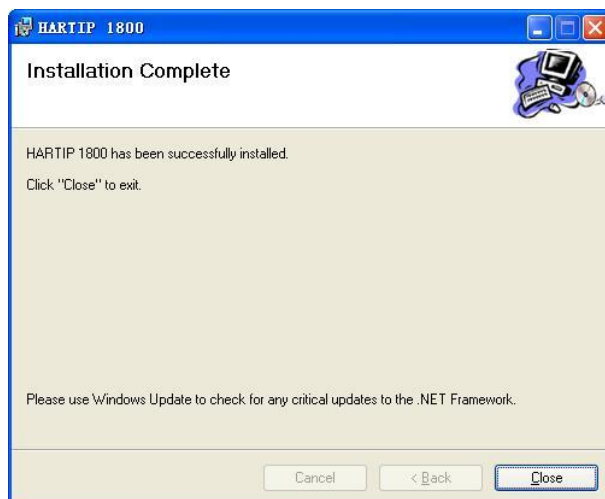 HARTIP 1800
Installation Complete
HARTIP 1800 has been successfully installed.
Click "Close" to exit.
Please use Windows Update to check for any critical updates to the .NET Framework.
Cancel
< Back
Close